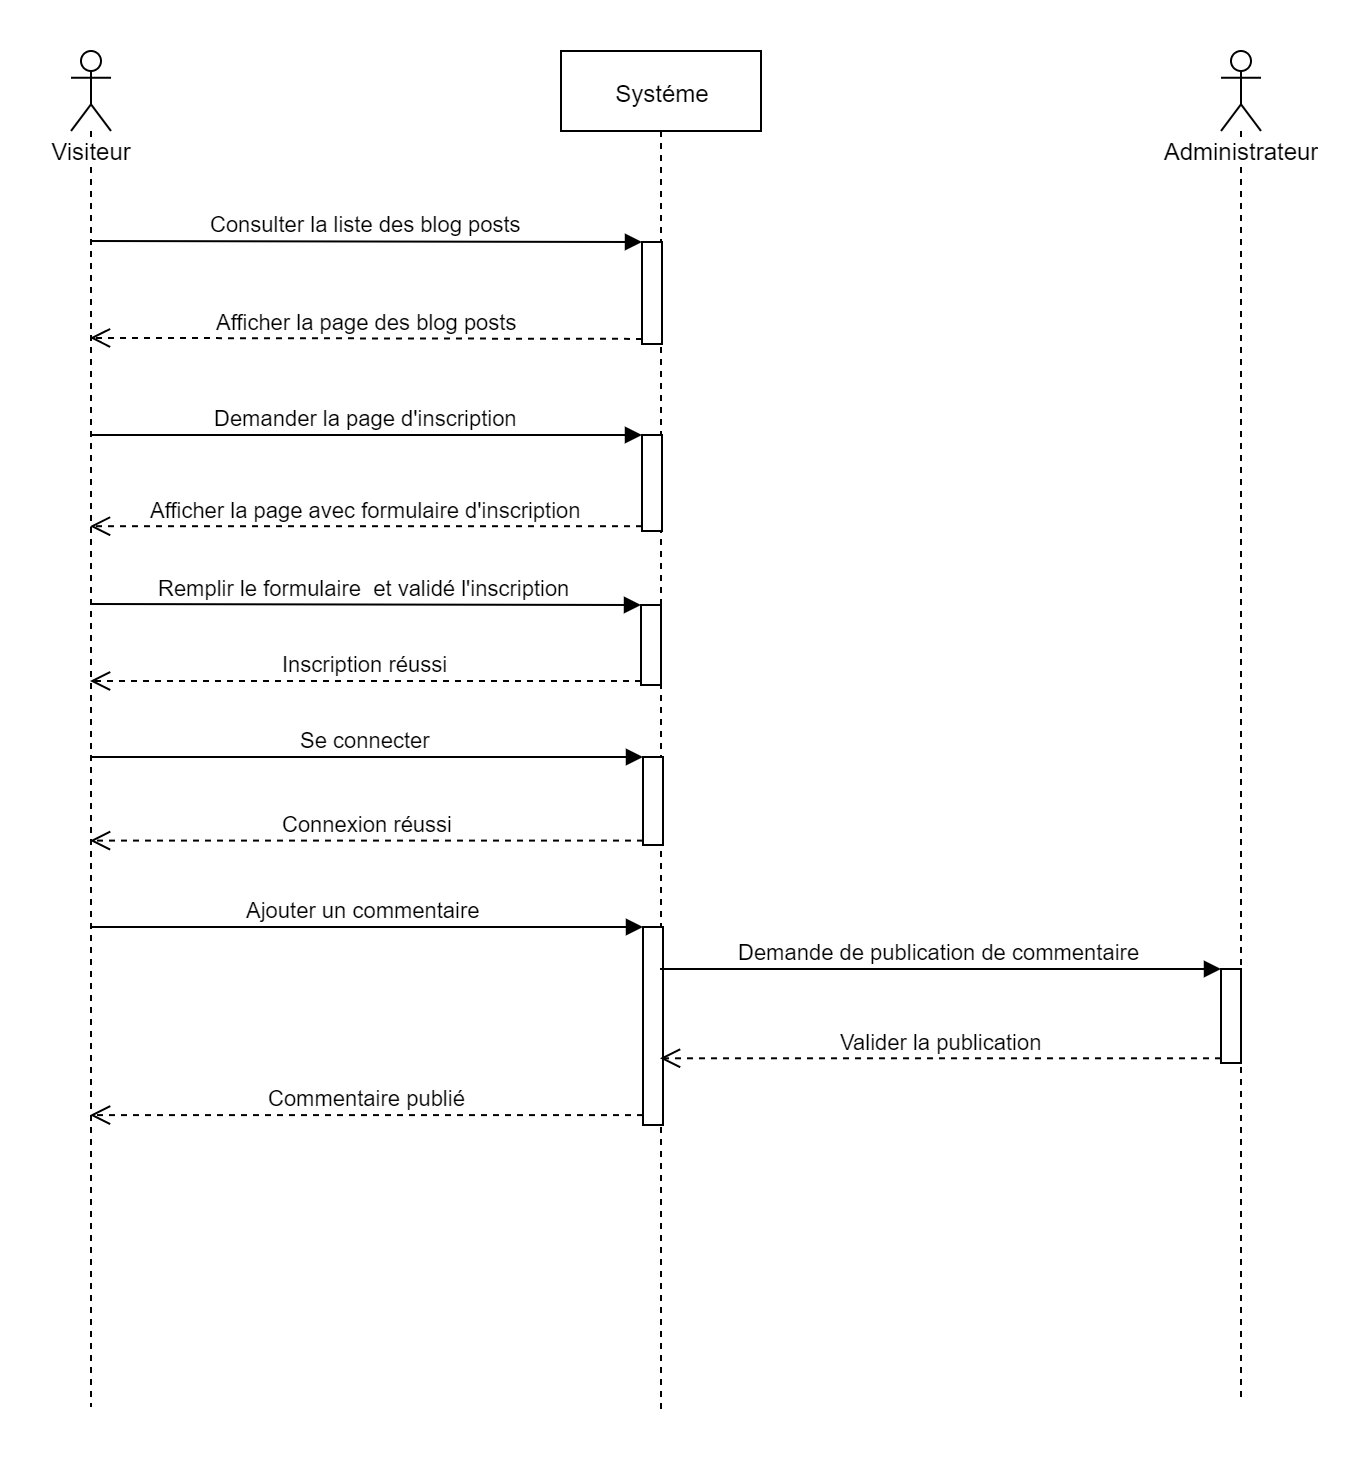 Systéme
Visiteur
Administrateur
Consulter la liste des blog posts
Afficher la page des blog posts
Demander la page d'inscription
Afficher la page avec formulaire d'inscription
Remplir le formulaire  et validé l'inscription
Inscription réussi
Se connecter
Connexion réussi
Ajouter un commentaire
Demande de publication de commentaire
Valider la publication
Commentaire publié